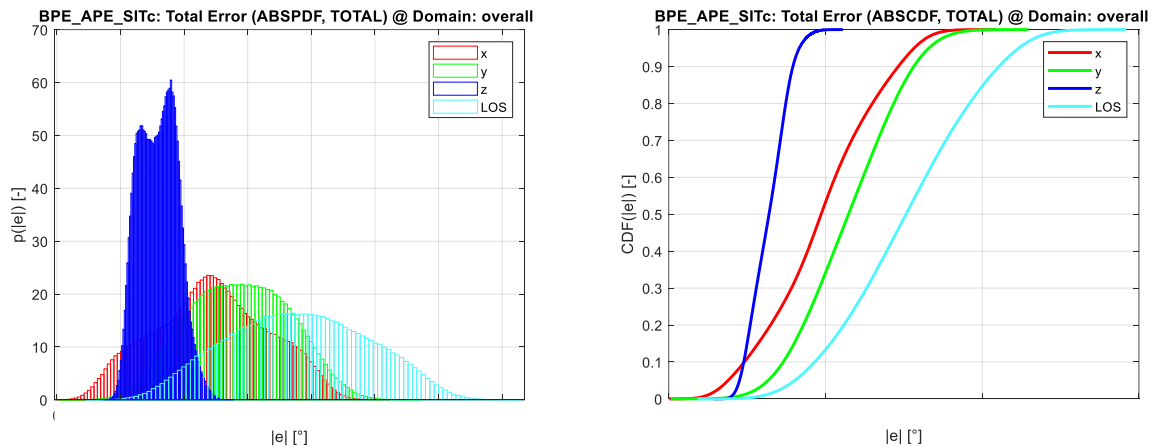 BPE_APE_SITc: Total Error (ABSPDF, TOTAL) @ Domain: overall
70
60
50
40
30
20
10
0
p(|e|) [-]
|e| [°]
x
y
z
LOS
BPE_APE_SITc: Total Error (ABSCDF, TOTAL) @ Domain: overall
1
0.9
0.8
0.7
0.6
0.5
0.4
0.3
0.2
0.1
0
CDF(|e|) [-]
|e| [°]
x
y
z
LOS